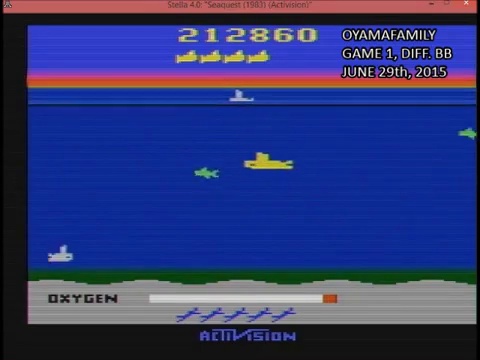 Stella 4.0: "Seaquest (1983) (Activision)"
212860
OYAMAFAMILY
GAME 1, DIFF. BB
JUNE 29th, 2015
OXYGEN
ACTIVISION